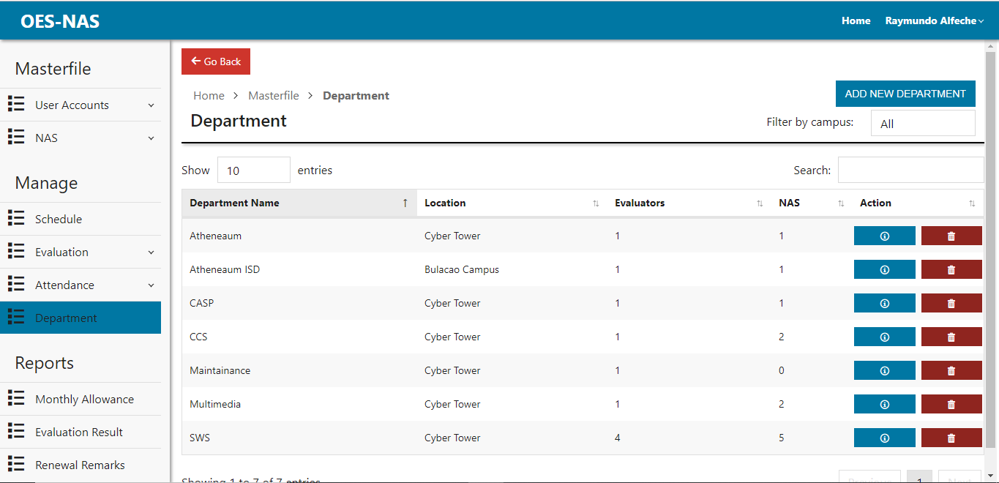 OES-NAS
Home Raymundo Alfeche
Masterfile
User Accounts
NAS
Manage
Schedule
Evaluation
Attendance
Department
Reports
Monthly Allowance
Evaluation Result
Renewal Remarks
Go Back
Home > Masterfile > Department
ADD NEW DEPARTMENT
Department
Filter by campus: All
Show 10 entries Search:
Department Name Location Evaluators NAS Action
Atheneaum Cyber Tower 1 1
Atheneaum ISD Bulacao Campus 1 1
CASP Cyber Tower 1 1
CCS Cyber Tower 1 2
Maintainance Cyber Tower 1 0
Multimedia Cyber Tower 1 2
SWS Cyber Tower 4 5
Showing 1 to 7 of 7 entries Previous 1 Next